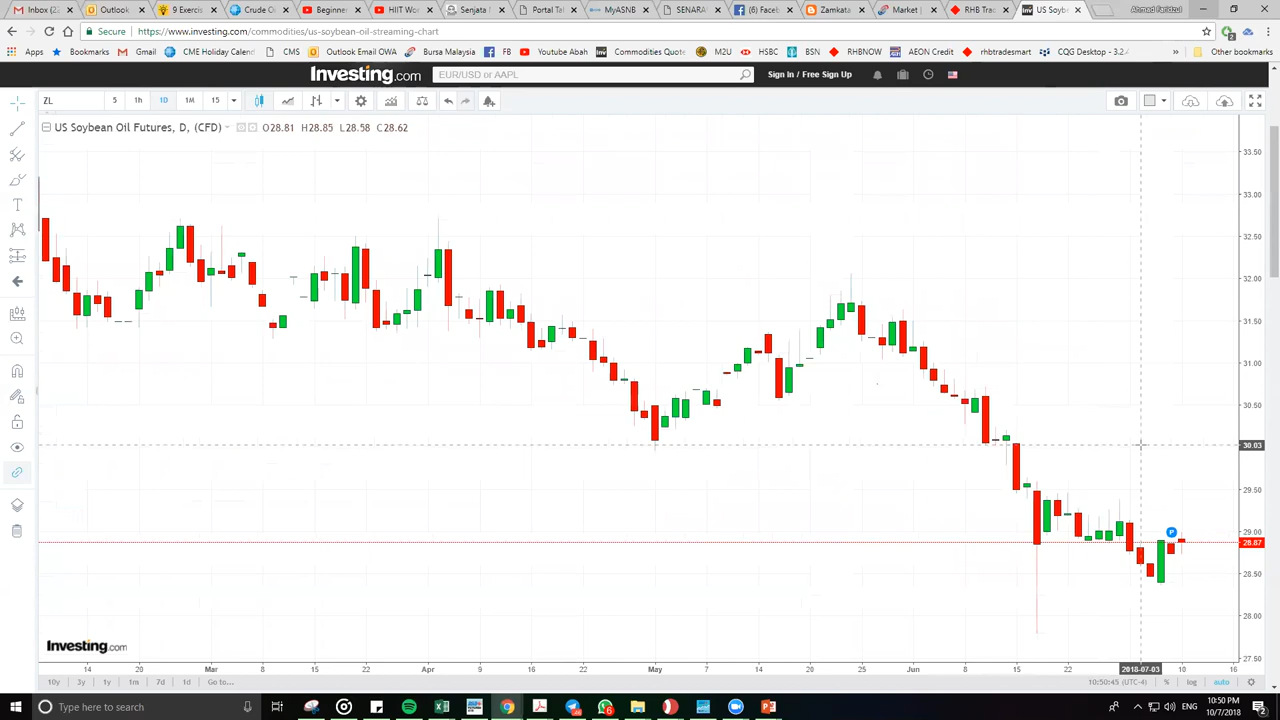 Inbox (2
Outlook
9 Exercis
Crude O
Beginner
HIIT Wo
Senjata
Portal Tal
MyASNB
SENARA
(6) Faceb
Zamkata
Market |
RHB Trad
US Soyb
Ahmad Faridzul
Secure
https://www.investing.com/commodities/us-soybean-oil-streaming-chart
Apps
Bookmarks
Gmail
CME Holiday Calend
CMS
Outlook Email OWA
Bursa Malaysia
FB
Youtube Abah
Commodities Quote
M2U
HSBC
BSN
RHBNOW
AEON Credit
rhbtradesmart
CQG Desktop - 3.2.4
Other bookmarks
Investing.com
EUR/USD or AAPL
Sign In / Free Sign Up
ZL
5
1h
1D
1M
15
US Soybean Oil Futures, D, (CFD)
O28.81 H28.85 L28.58 C28.62
33.50
33.00
32.50
32.00
31.50
31.00
30.50
30.03
29.50
29.00
28.87
28.50
28.00
27.50
P
Investing.com
14
20
Mar
8
15
22
Apr
9
16
22
May
7
14
20
25
Jun
8
15
22
2018-07-03
10
16
10y
3y
1y
1m
7d
1d
Go to...
10:50:45 (UTC-4)
%
log
auto
Type here to search
ENG
10:50 PM
10/7/2018